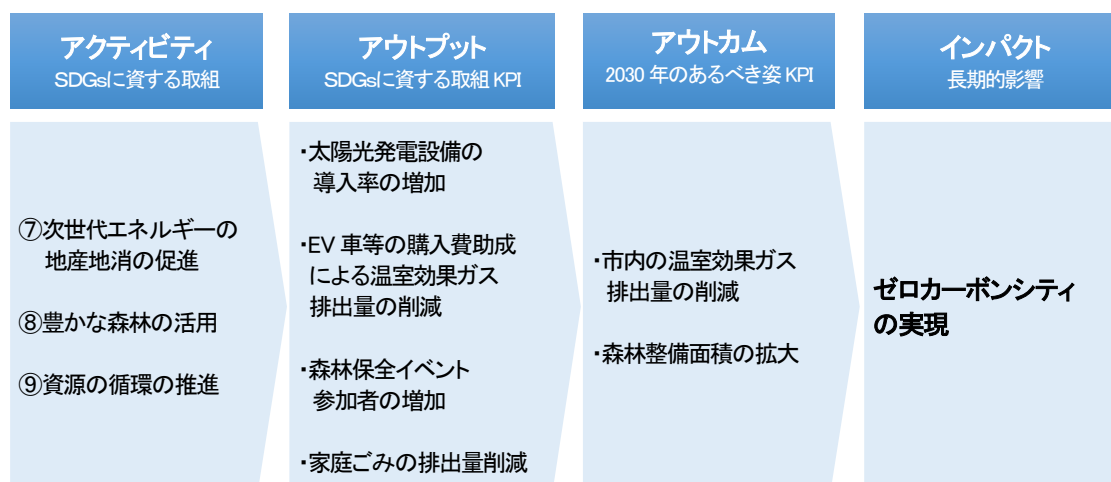 アクティビティ
SDGsに資する取組
アウトプット
SDGsに資する取組 KPI
アウトカム
2030 年のあるべき姿 KPI
インパクト
長期的影響
⑦次世代エネルギーの
地産地消の促進
⑧豊かな森林の活用
⑨資源の循環の推進
・太陽光発電設備の
導入率の増加
・EV 車等の購入費助成
による温室効果ガス
排出量の削減
・森林保全イベント
参加者の増加
・家庭ごみの排出量削減
・市内の温室効果ガス
排出量の削減
・森林整備面積の拡大
ゼロカーボンシティ
の実現